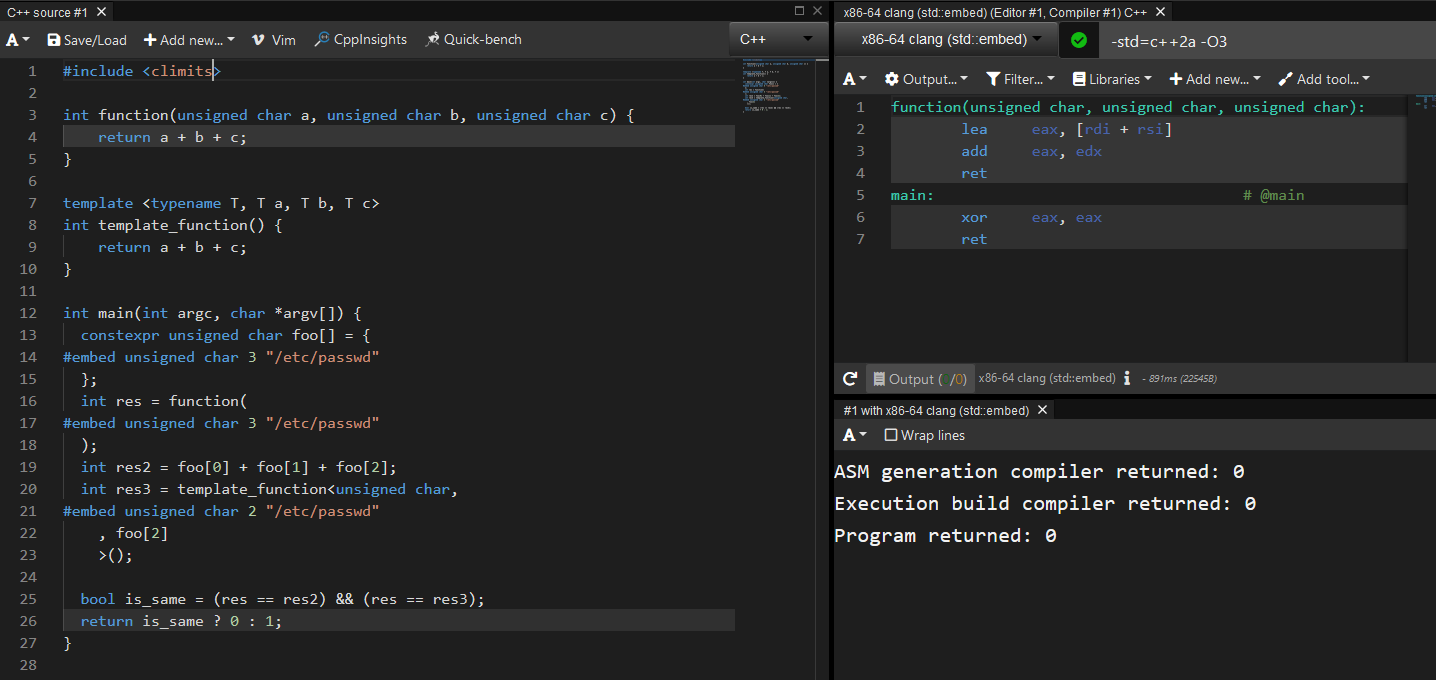 C++ source #1
A Save/Load Add new... Vim CppInsights Quick-bench C++
1 #include <climits>
2
3 int function(unsigned char a, unsigned char b, unsigned char c) {
4     return a + b + c;
5 }
6
7 template <typename T, T a, T b, T c>
8 int template_function() {
9     return a + b + c;
10 }
11
12 int main(int argc, char *argv[]) {
13   constexpr unsigned char foo[] = {
14 #embed unsigned char 3 "/etc/passwd"
15   };
16   int res = function(
17 #embed unsigned char 3 "/etc/passwd"
18   );
19   int res2 = foo[0] + foo[1] + foo[2];
20   int res3 = template_function<unsigned char,
21 #embed unsigned char 2 "/etc/passwd"
22     , foo[2]
23     >();
24
25   bool is_same = (res == res2) && (res == res3);
26   return is_same ? 0 : 1;
27 }
28
x86-64 clang (std::embed) (Editor #1, Compiler #1) C++
x86-64 clang (std::embed) -std=c++2a -O3
A Output... Filter... Libraries Add new... Add tool...
1 function(unsigned char, unsigned char, unsigned char):
2         lea     eax, [rdi + rsi]
3         add     eax, edx
4         ret
5 main:                                   # @main
6         xor     eax, eax
7         ret
Output ( /0) x86-64 clang (std::embed) i - 891ms (22545B)
#1 with x86-64 clang (std::embed)
A Wrap lines
ASM generation compiler returned: 0
Execution build compiler returned: 0
Program returned: 0